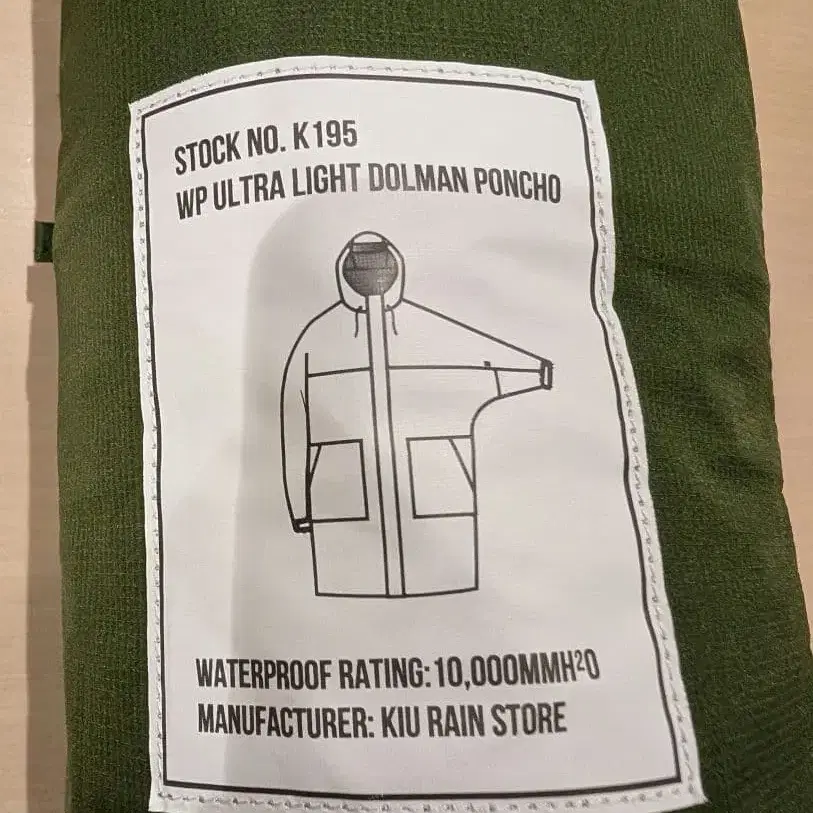 STOCK NO. K195
WP ULTRA LIGHT DOLMAN PONCHO
WATERPROOF RATING: 10,000MMH²O
MANUFACTURER: KIU RAIN STORE